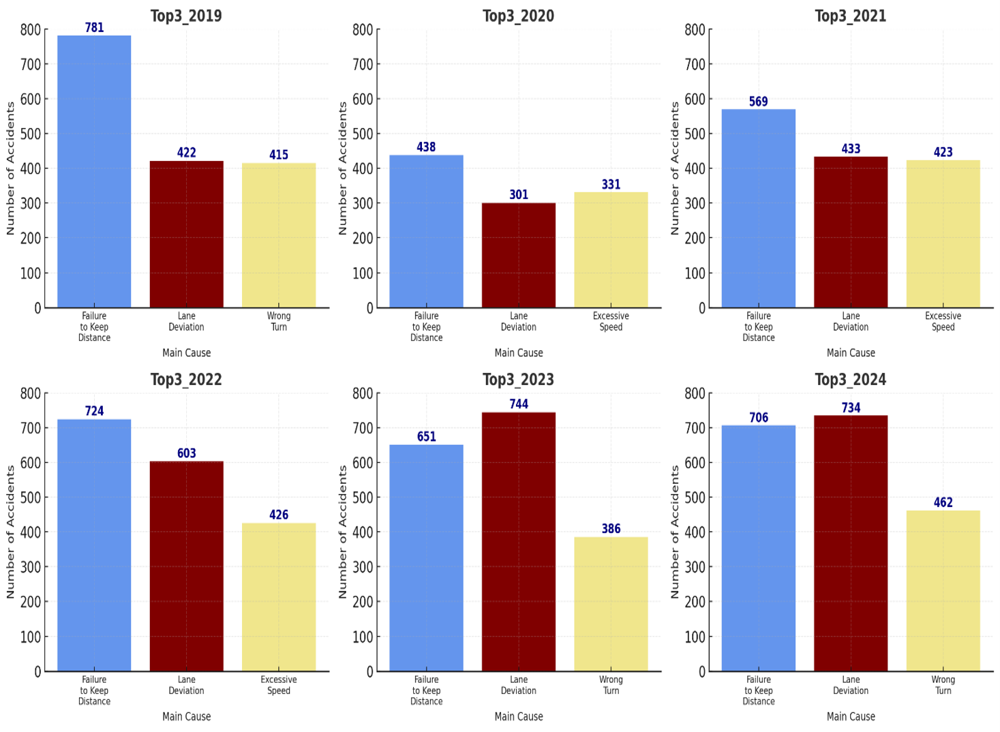 Top3_2019
800
700
600
500
400
300
200
100
0
Number of Accidents
781
422
415
Failure
to Keep
Distance
Lane
Deviation
Wrong
Turn
Main Cause
Top3_2020
800
700
600
500
400
300
200
100
0
Number of Accidents
438
301
331
Failure
to Keep
Distance
Lane
Deviation
Excessive
Speed
Main Cause
Top3_2021
800
700
600
500
400
300
200
100
0
Number of Accidents
569
433
423
Failure
to Keep
Distance
Lane
Deviation
Excessive
Speed
Main Cause
Top3_2022
800
700
600
500
400
300
200
100
0
Number of Accidents
724
603
426
Failure
to Keep
Distance
Lane
Deviation
Excessive
Speed
Main Cause
Top3_2023
800
700
600
500
400
300
200
100
0
Number of Accidents
651
744
386
Failure
to Keep
Distance
Lane
Deviation
Wrong
Turn
Main Cause
Top3_2024
800
700
600
500
400
300
200
100
0
Number of Accidents
706
734
462
Failure
to Keep
Distance
Lane
Deviation
Wrong
Turn
Main Cause